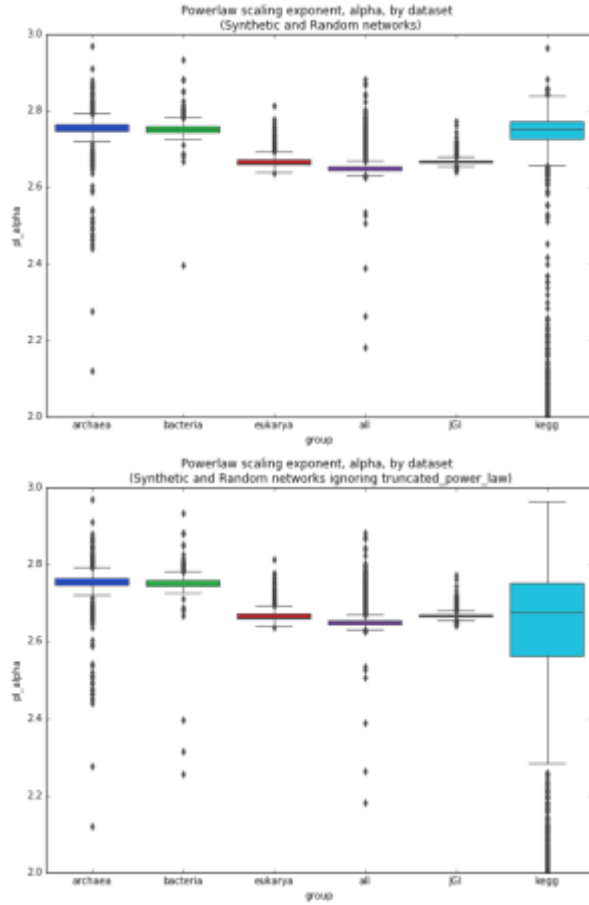 Powerlaw scaling exponent, alpha, by dataset
(Synthetic and Random networks)
3.0
2.8
2.6
2.4
2.2
2.0
pl_alpha
archaea bacteria eukarya all JGI kegg
group
Powerlaw scaling exponent, alpha, by dataset
(Synthetic and Random networks ignoring truncated_power_law)
3.0
2.8
2.6
2.4
2.2
2.0
pl_alpha
archaea bacteria eukarya all JGI kegg
group